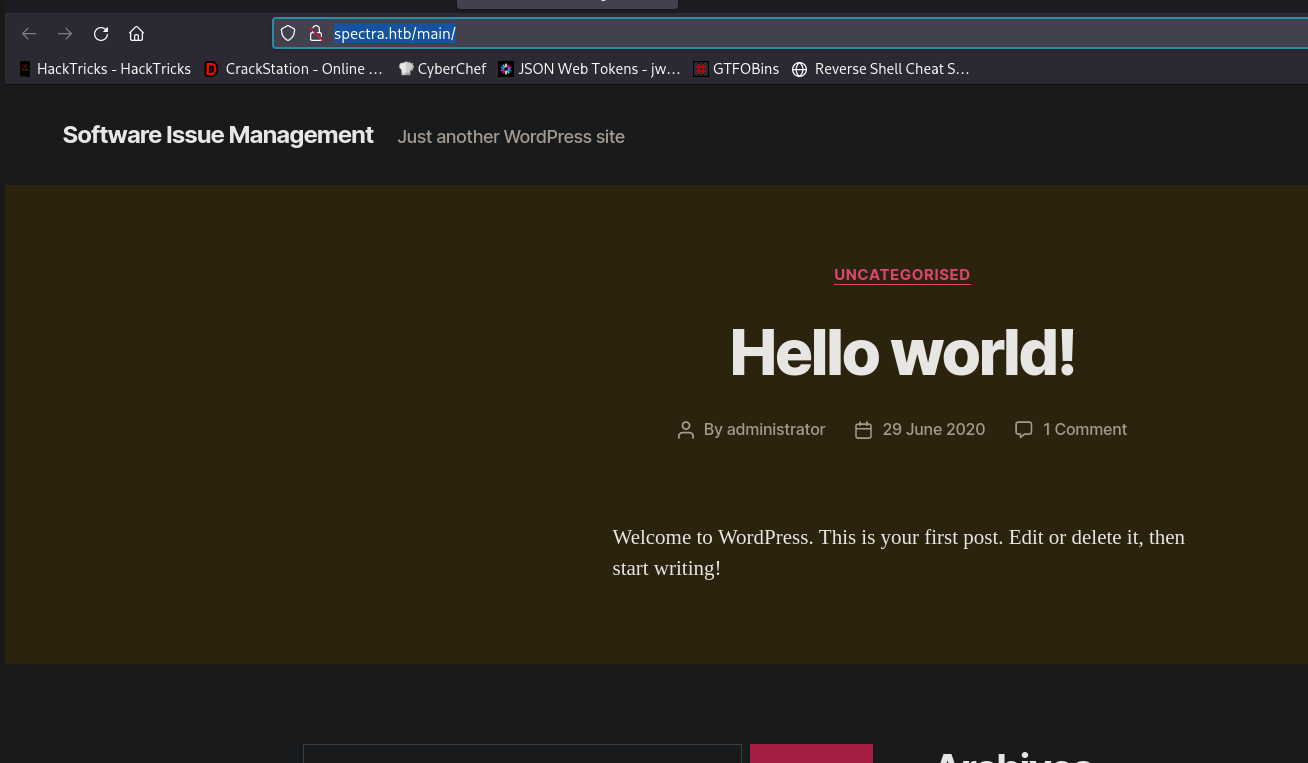 spectra.htb/main/
HackTricks - HackTricks CrackStation - Online ... CyberChef JSON Web Tokens - jw... GTFOBins Reverse Shell Cheat S...
Software Issue Management Just another WordPress site
UNCATEGORISED
Hello world!
By administrator 29 June 2020 1 Comment
Welcome to WordPress. This is your first post. Edit or delete it, then
start writing!
Archives